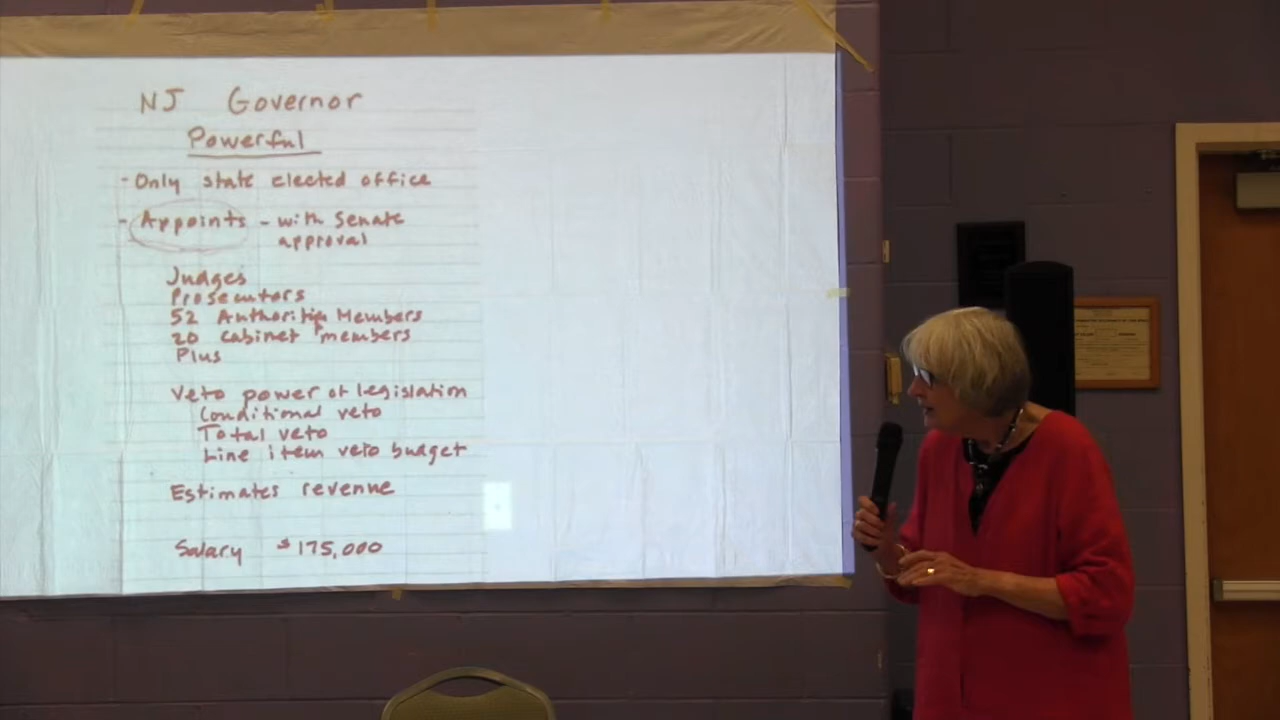 NJ Governor
Powerful
- Only state elected office
- Appoints - with Senate
approval
Judges
Prosecutors
52 Authorities Members
20 cabinet members
Plus
Veto power of legislation
Conditional veto
Total veto
Line item veto budget
Estimates revenue
Salary $175,000